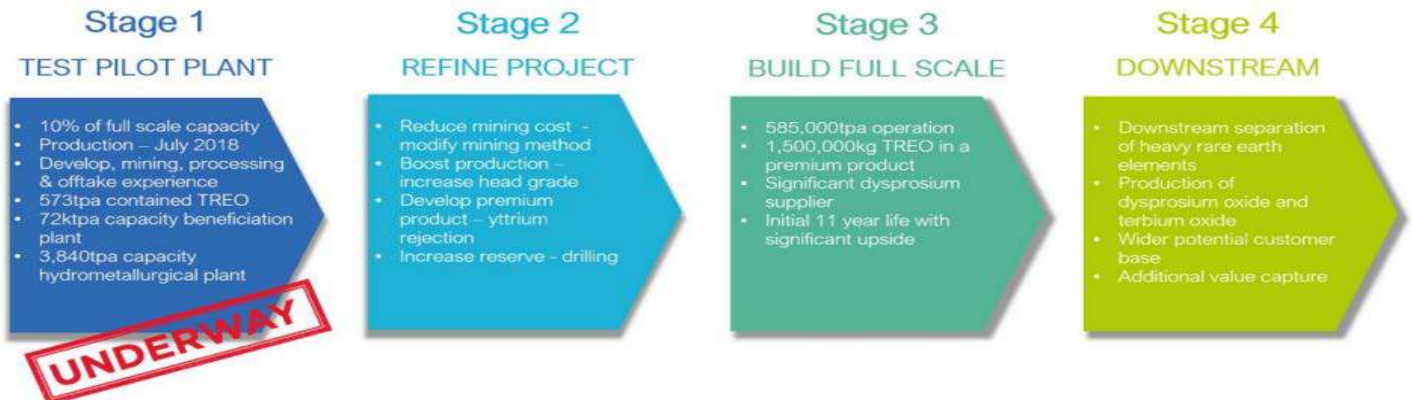 Stage 1
TEST PILOT PLANT
• 10% of full scale capacity
• Production – July 2018
• Develop, mining, processing
& offtake experience
• 573tpa contained TREO
• 72ktpa capacity beneficiation
plant
• 3,840tpa capacity
hydrometallurgical plant
UNDERWAY
Stage 2
REFINE PROJECT
• Reduce mining cost -
modify mining method
• Boost production –
increase head grade
• Develop premium
product – yttrium
rejection
• Increase reserve - drilling
Stage 3
BUILD FULL SCALE
• 585,000tpa operation
• 1,500,000kg TREO in a
premium product
• Significant dysprosium
supplier
• Initial 11 year life with
significant upside
Stage 4
DOWNSTREAM
• Downstream separation
of heavy rare earth
elements
• Production of
dysprosium oxide and
terbium oxide
• Wider potential customer
base
• Additional value capture